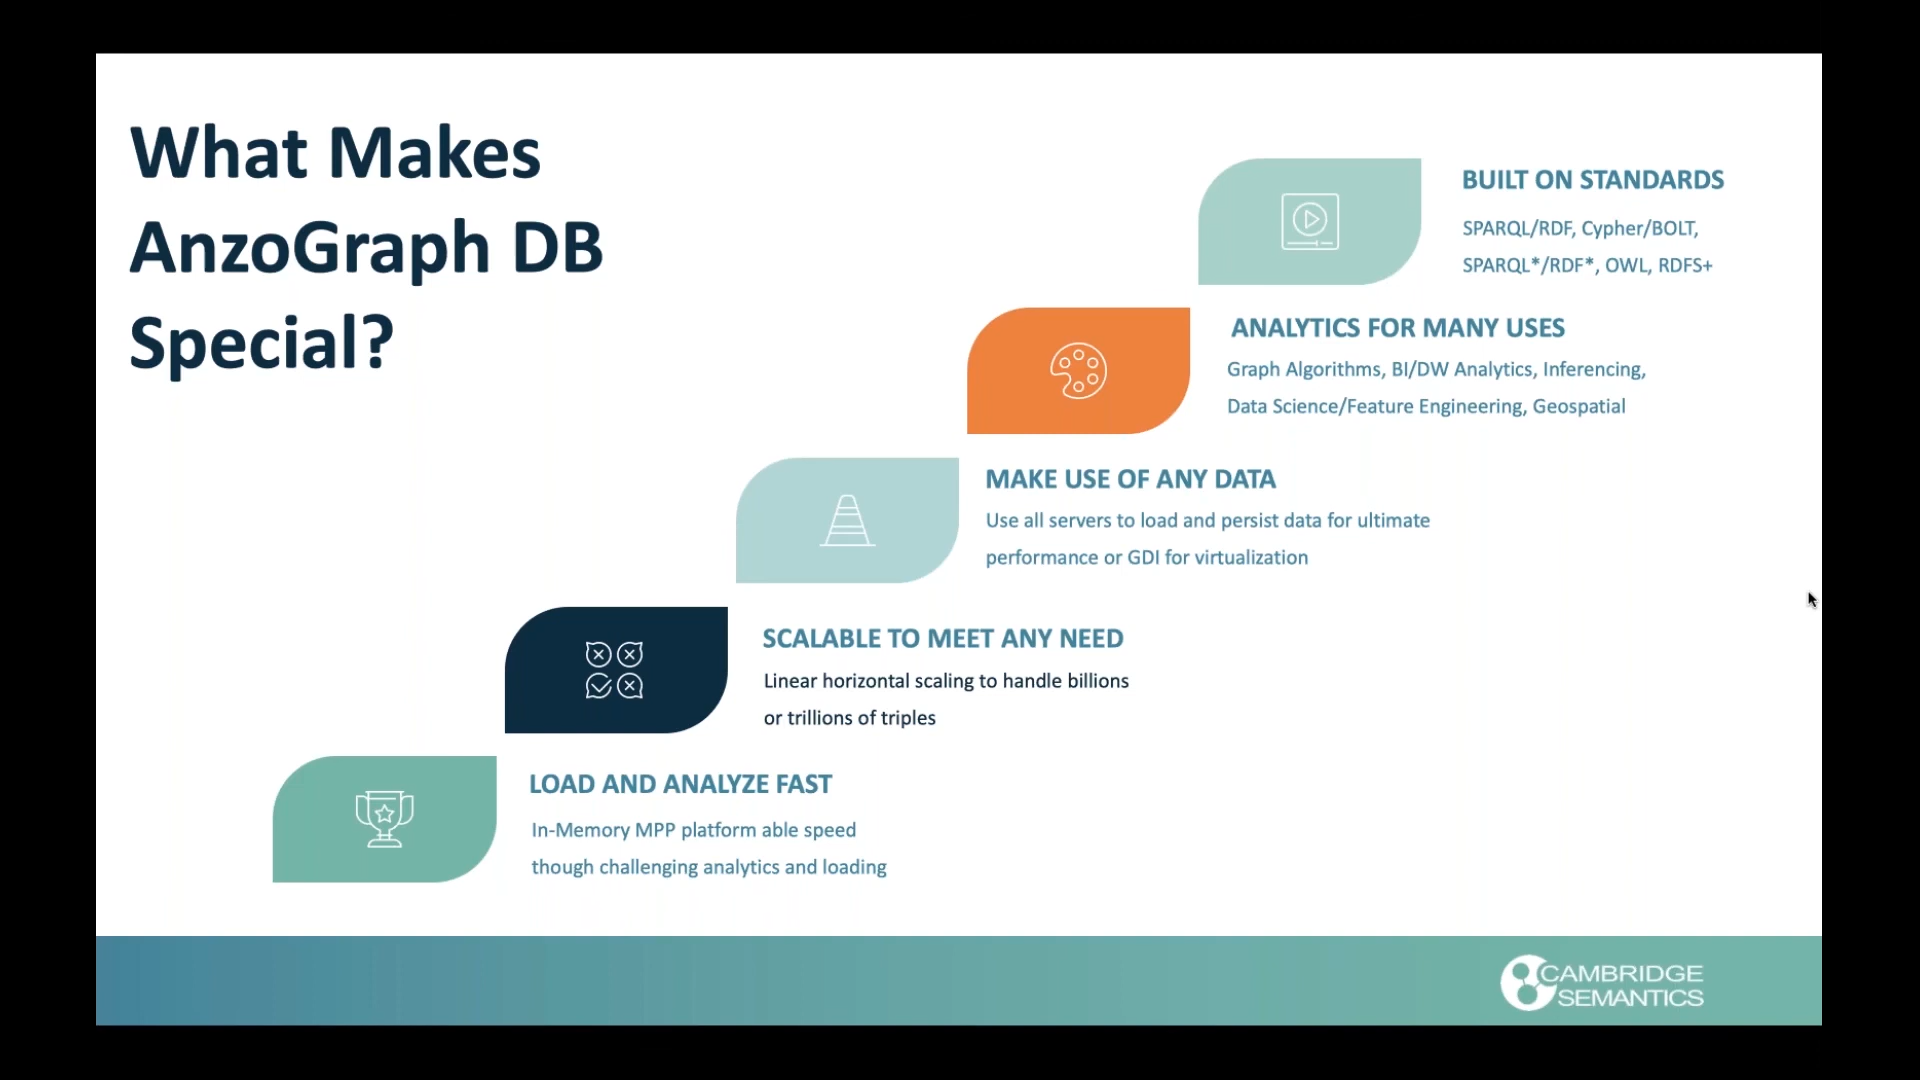 What Makes
AnzoGraph DB
Special?
BUILT ON STANDARDS
SPARQL/RDF, Cypher/BOLT,
SPARQL*/RDF*, OWL, RDFS+
ANALYTICS FOR MANY USES
Graph Algorithms, BI/DW Analytics, Inferencing,
Data Science/Feature Engineering, Geospatial
MAKE USE OF ANY DATA
Use all servers to load and persist data for ultimate
performance or GDI for virtualization
SCALABLE TO MEET ANY NEED
Linear horizontal scaling to handle billions
or trillions of triples
LOAD AND ANALYZE FAST
In-Memory MPP platform able speed
though challenging analytics and loading
CAMBRIDGE
SEMANTICS